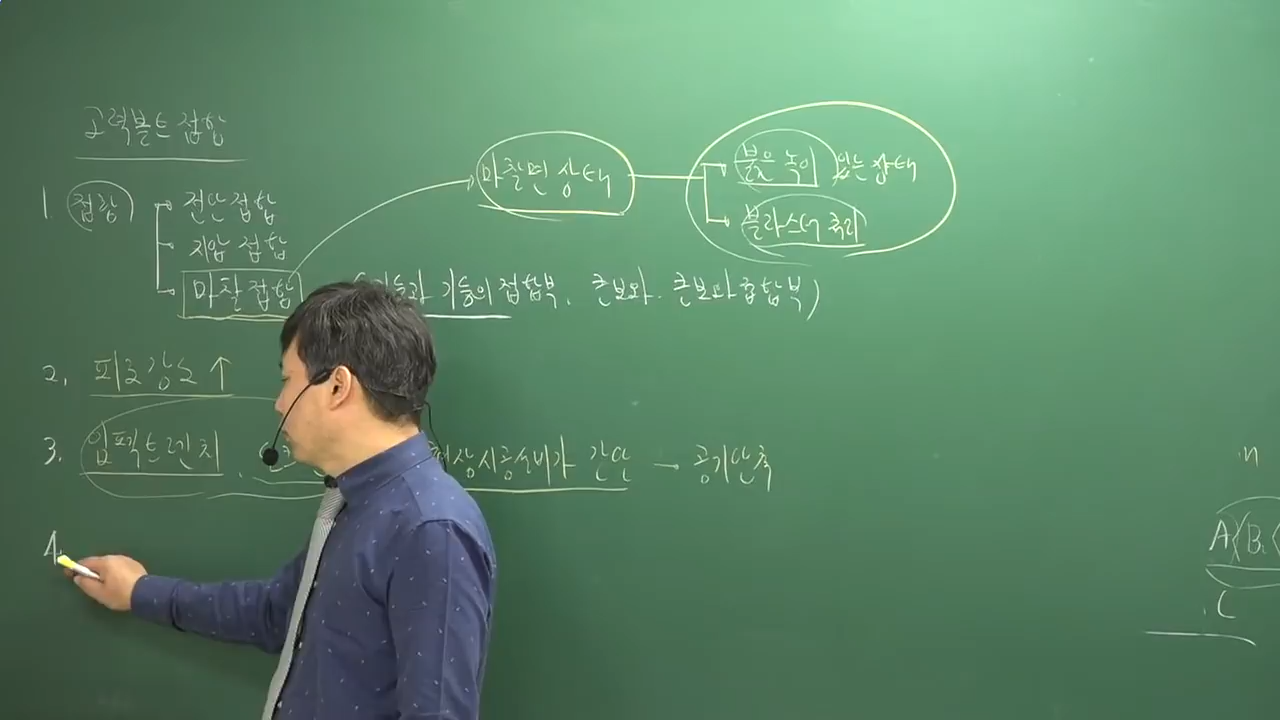 고력볼트 접합
1. 접합 전단 접합
지압 접합
마찰 접합 기둥의 접합부, 큰보와. 큰보와 접합부)
마찰면 상태
붉은 녹이 있는 상태
블라스터 처리
2. 피로강도 ↑
3. 임팩트 렌치, 현상시공설비가 간단 → 공기단축
4.
n
A(B
C